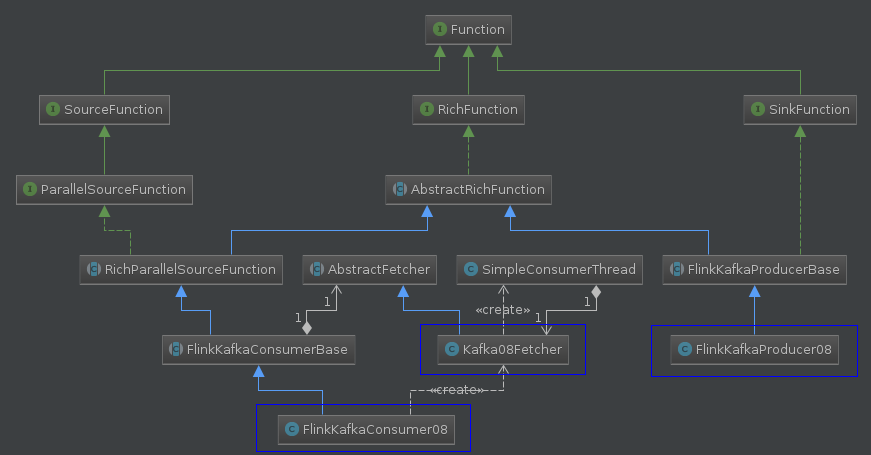 I Function
I SourceFunction
I RichFunction
I SinkFunction
I ParallelSourceFunction
C AbstractRichFunction
C RichParallelSourceFunction
C AbstractFetcher
C SimpleConsumerThread
C FlinkKafkaProducerBase
1
1
«create»
1
1
C FlinkKafkaConsumerBase
C Kafka08Fetcher
C FlinkKafkaProducer08
«create»
C FlinkKafkaConsumer08